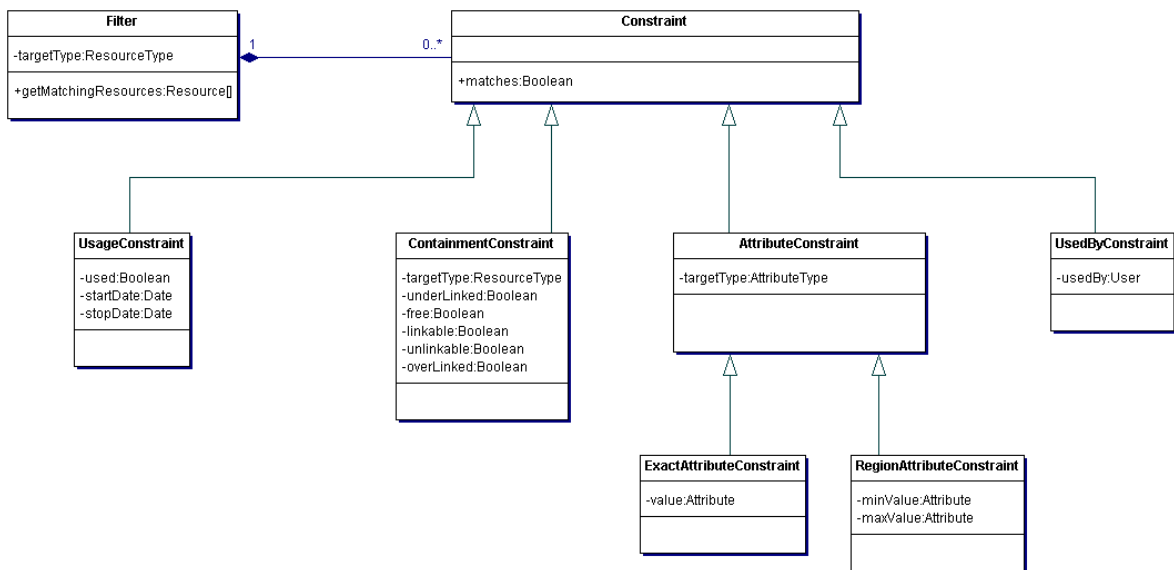 Filter
-targetType:ResourceType
+getMatchingResources:Resource[]
1
0..*
Constraint
+matches:Boolean
UsageConstraint
-used:Boolean
-startDate:Date
-stopDate:Date
ContainmentConstraint
-targetType:ResourceType
-underLinked:Boolean
-free:Boolean
-linkable:Boolean
-unlinkable:Boolean
-overLinked:Boolean
AttributeConstraint
-targetType:AttributeType
UsedByConstraint
-usedBy:User
ExactAttributeConstraint
-value:Attribute
RegionAttributeConstraint
-minValue:Attribute
-maxValue:Attribute